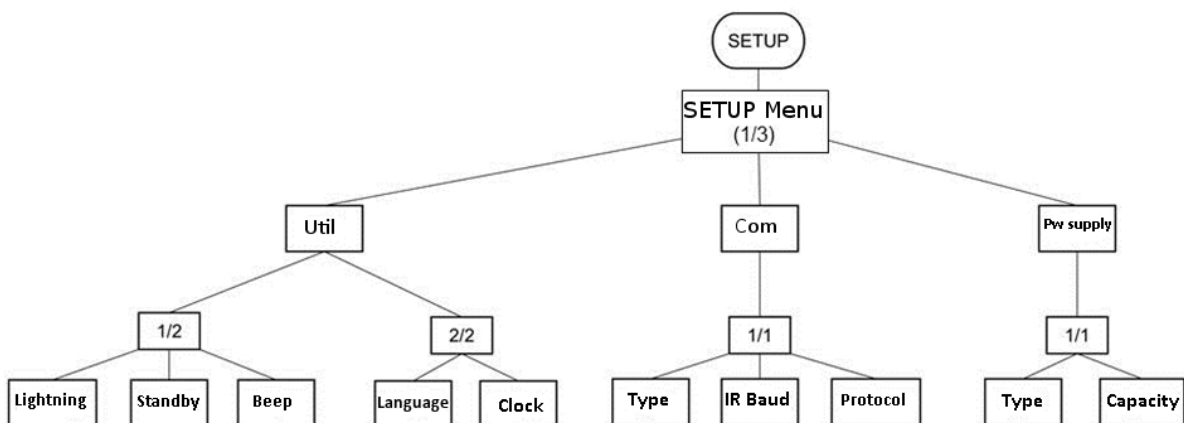 SETUP
SETUP Menu
(1/3)
Util
Com
Pw supply
1/2
2/2
1/1
1/1
Lightning
Standby
Beep
Language
Clock
Type
IR Baud
Protocol
Type
Capacity